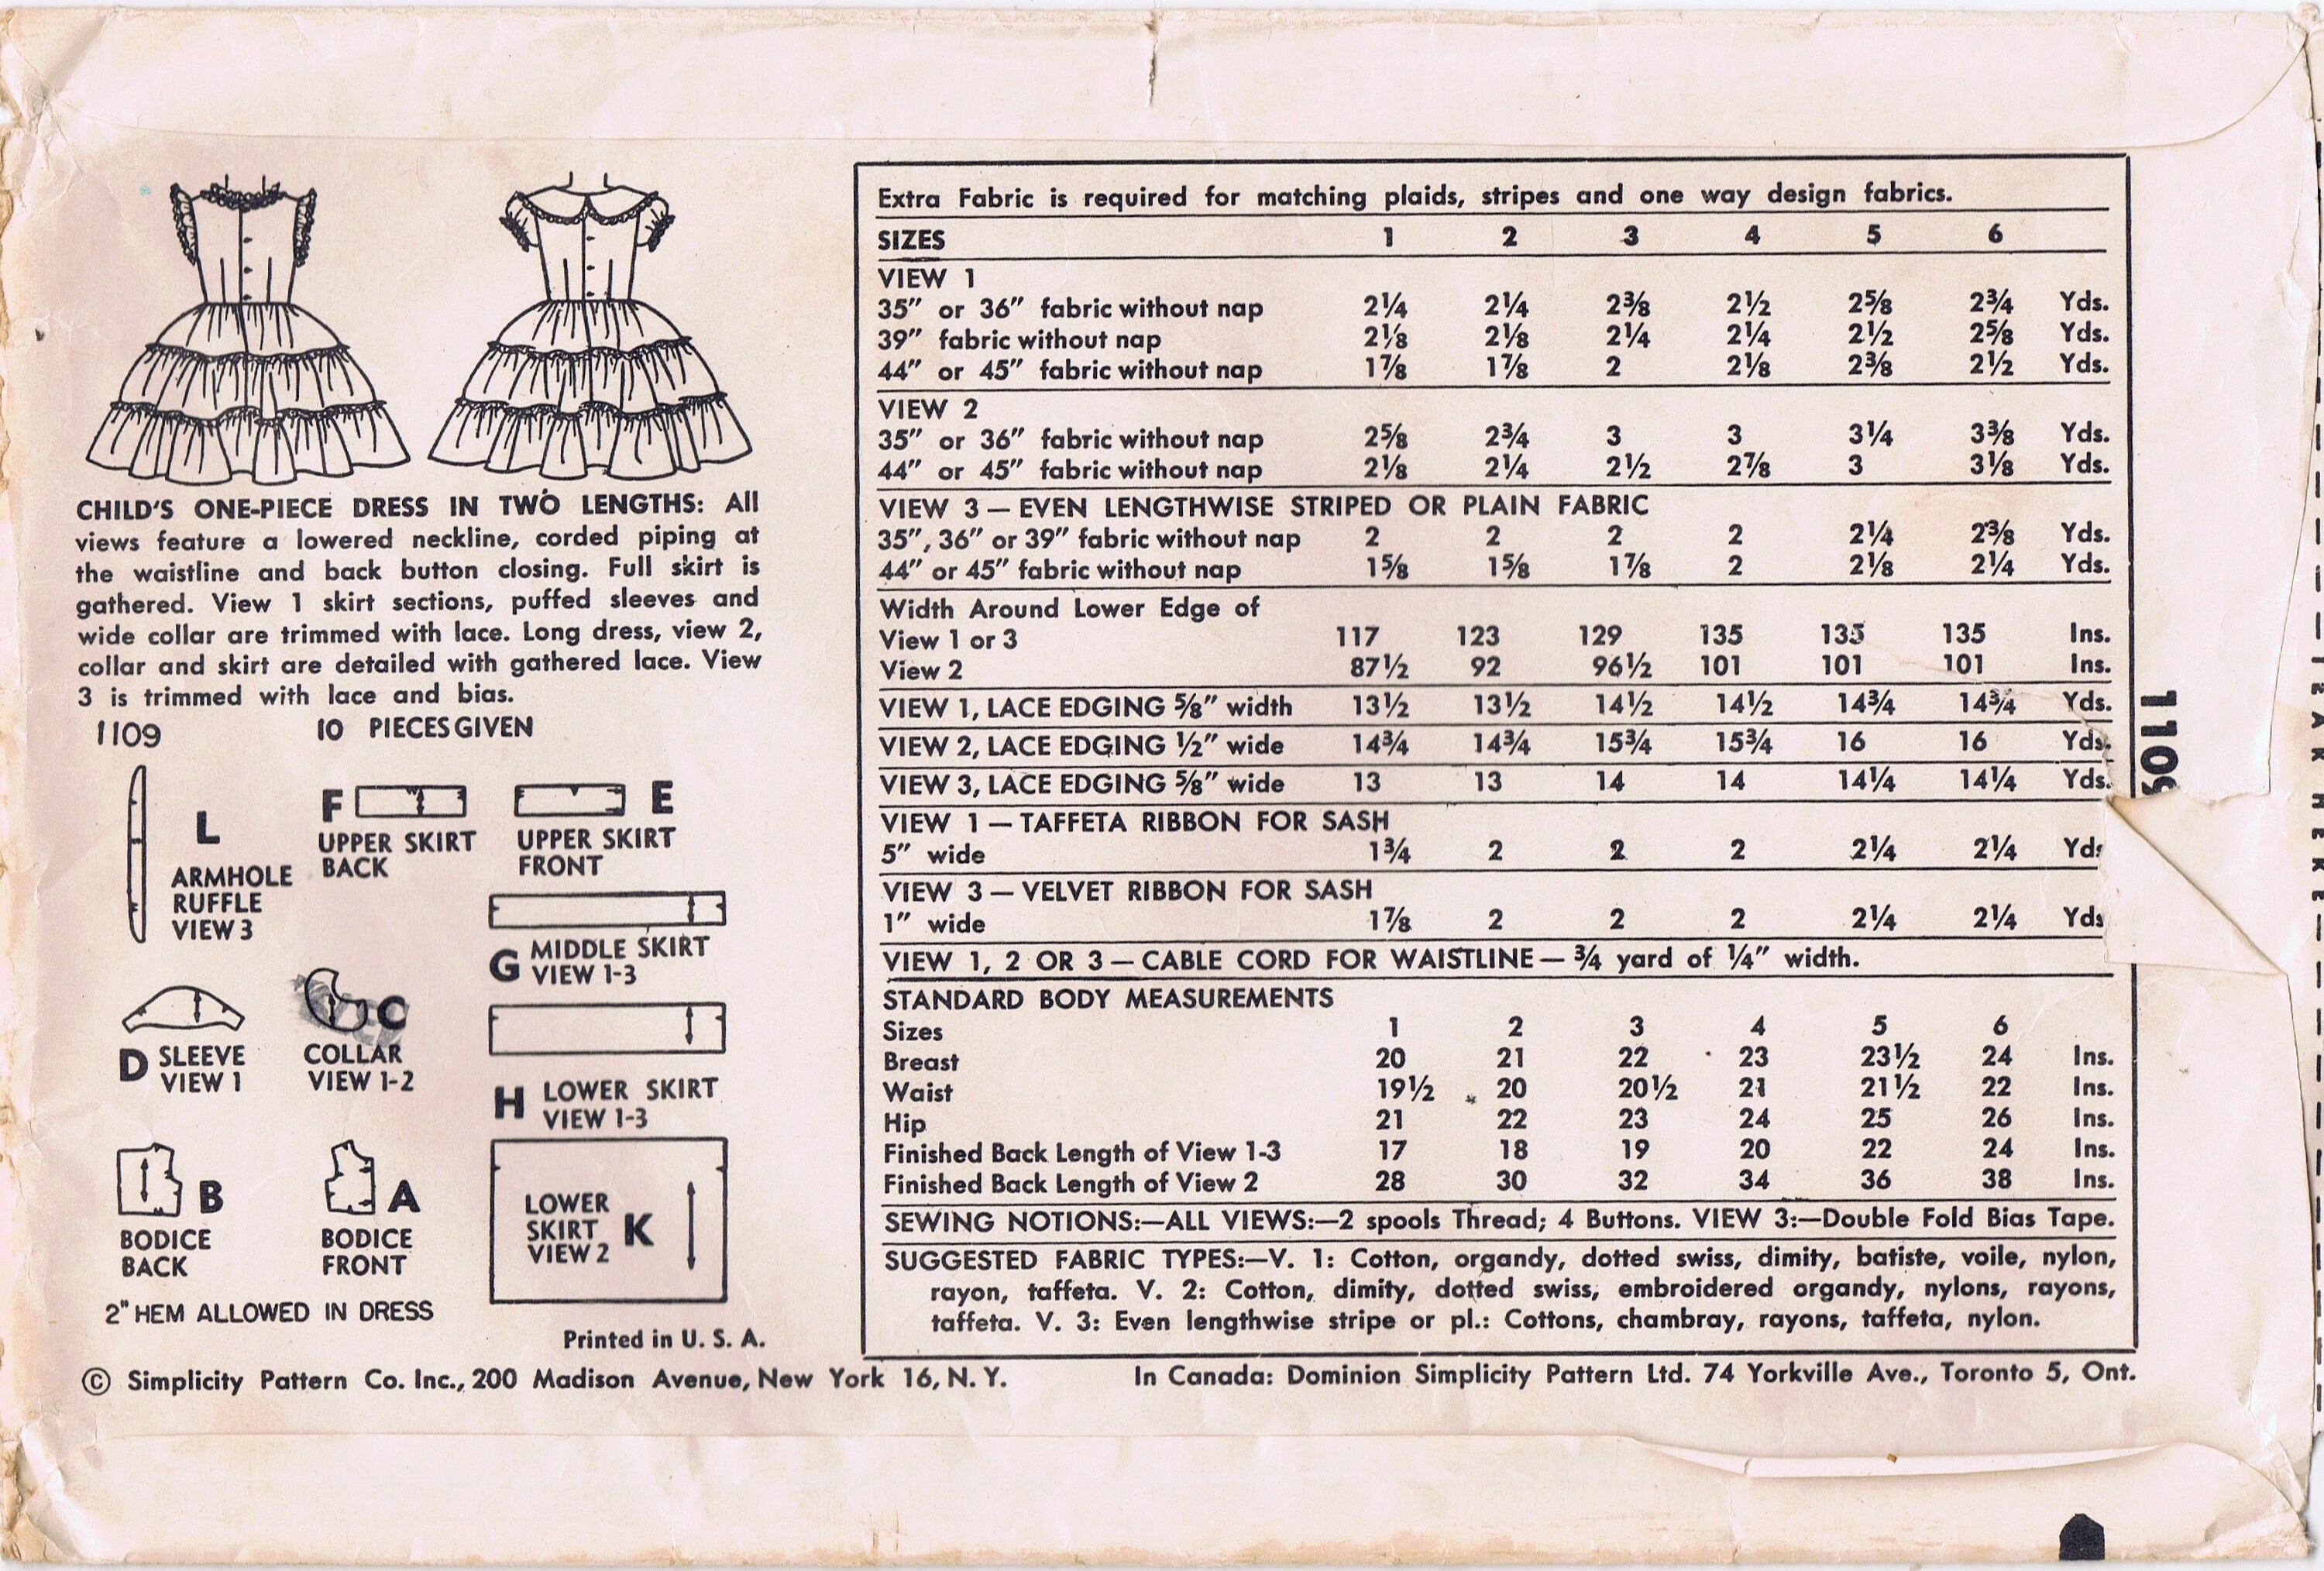 CHILD'S ONE-PIECE DRESS IN TWO LENGTHS: All
views feature a lowered neckline, corded piping at
the waistline and back button closing. Full skirt is
gathered. View 1 skirt sections, puffed sleeves and
wide collar are trimmed with lace. Long dress, view 2,
collar and skirt are detailed with gathered lace. View
3 is trimmed with lace and bias.
1109 10 PIECES GIVEN
L
ARMHOLE
RUFFLE
VIEW 3
F
UPPER SKIRT
BACK
E
UPPER SKIRT
FRONT
G MIDDLE SKIRT
VIEW 1-3
D SLEEVE
VIEW 1
C
COLLAR
VIEW 1-2
H LOWER SKIRT
VIEW 1-3
B
BODICE
BACK
A
BODICE
FRONT
LOWER
SKIRT K
VIEW 2
2" HEM ALLOWED IN DRESS
Printed in U. S. A.
Extra Fabric is required for matching plaids, stripes and one way design fabrics.
SIZES 1 2 3 4 5 6
VIEW 1
35" or 36" fabric without nap 2¼ 2¼ 2⅜ 2½ 2⅝ 2¾ Yds.
39" fabric without nap 2⅛ 2⅛ 2¼ 2¼ 2½ 2⅝ Yds.
44" or 45" fabric without nap 1⅞ 1⅞ 2 2⅛ 2⅜ 2½ Yds.
VIEW 2
35" or 36" fabric without nap 2⅝ 2¾ 3 3 3¼ 3⅜ Yds.
44" or 45" fabric without nap 2⅛ 2¼ 2½ 2⅞ 3 3⅛ Yds.
VIEW 3 — EVEN LENGTHWISE STRIPED OR PLAIN FABRIC
35", 36" or 39" fabric without nap 2 2 2 2 2¼ 2⅜ Yds.
44" or 45" fabric without nap 1⅝ 1⅝ 1⅞ 2 2⅛ 2¼ Yds.
Width Around Lower Edge of
View 1 or 3 117 123 129 135 135 135 Ins.
View 2 87½ 92 96½ 101 101 101 Ins.
VIEW 1, LACE EDGING ⅝" width 13½ 13½ 14½ 14½ 14¾ 14¾ Yds.
VIEW 2, LACE EDGING ½" wide 14¾ 14¾ 15¾ 15¾ 16 16 Yds.
VIEW 3, LACE EDGING ⅝" wide 13 13 14 14 14¼ 14¼ Yds.
VIEW 1 — TAFFETA RIBBON FOR SASH
5" wide 1¾ 2 2 2 2¼ 2¼ Yds
VIEW 3 — VELVET RIBBON FOR SASH
1" wide 1⅞ 2 2 2 2¼ 2¼ Yds
VIEW 1, 2 OR 3 — CABLE CORD FOR WAISTLINE — ¾ yard of ¼" width.
STANDARD BODY MEASUREMENTS
Sizes 1 2 3 4 5 6
Breast 20 21 22 23 23½ 24 Ins.
Waist 19½ 20 20½ 21 21½ 22 Ins.
Hip 21 22 23 24 25 26 Ins.
Finished Back Length of View 1-3 17 18 19 20 22 24 Ins.
Finished Back Length of View 2 28 30 32 34 36 38 Ins.
SEWING NOTIONS:—ALL VIEWS:—2 spools Thread; 4 Buttons. VIEW 3:—Double Fold Bias Tape.
SUGGESTED FABRIC TYPES:—V. 1: Cotton, organdy, dotted swiss, dimity, batiste, voile, nylon,
rayon, taffeta. V. 2: Cotton, dimity, dotted swiss, embroidered organdy, nylons, rayons,
taffeta. V. 3: Even lengthwise stripe or pl.: Cottons, chambray, rayons, taffeta, nylon.
© Simplicity Pattern Co. Inc., 200 Madison Avenue, New York 16, N. Y. In Canada: Dominion Simplicity Pattern Ltd. 74 Yorkville Ave., Toronto 5, Ont.
1109